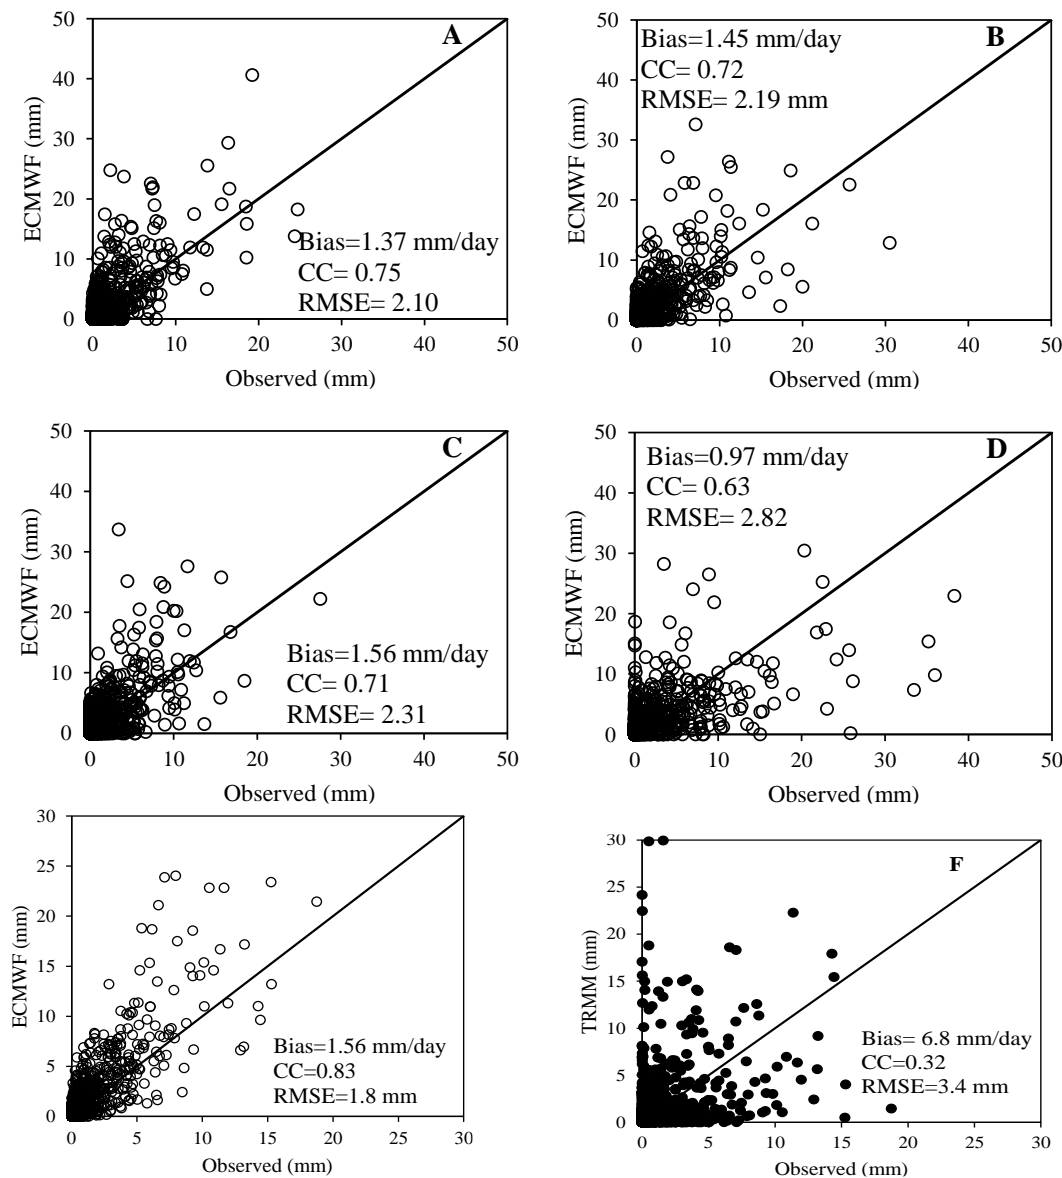 50
40
30
20
10
0
ECMWF (mm)
A
Bias=1.37 mm/day
CC= 0.75
RMSE= 2.10
0 10 20 30 40 50
Observed (mm)
50
40
30
20
10
0
ECMWF (mm)
Bias=1.45 mm/day
CC= 0.72
RMSE= 2.19 mm
B
0 10 20 30 40 50
Observed (mm)
50
40
30
20
10
0
ECMWF (mm)
C
Bias=1.56 mm/day
CC= 0.71
RMSE= 2.31
0 10 20 30 40 50
Observed (mm)
50
40
30
20
10
0
ECMWF (mm)
Bias=0.97 mm/day
CC= 0.63
RMSE= 2.82
D
0 10 20 30 40 50
Observed (mm)
30
25
20
15
10
5
0
ECMWF (mm)
Bias=1.56 mm/day
CC=0.83
RMSE=1.8 mm
0 5 10 15 20 25 30
Observed (mm)
30
25
20
15
10
5
0
TRMM (mm)
F
Bias= 6.8 mm/day
CC=0.32
RMSE=3.4 mm
0 5 10 15 20 25 30
Observed (mm)